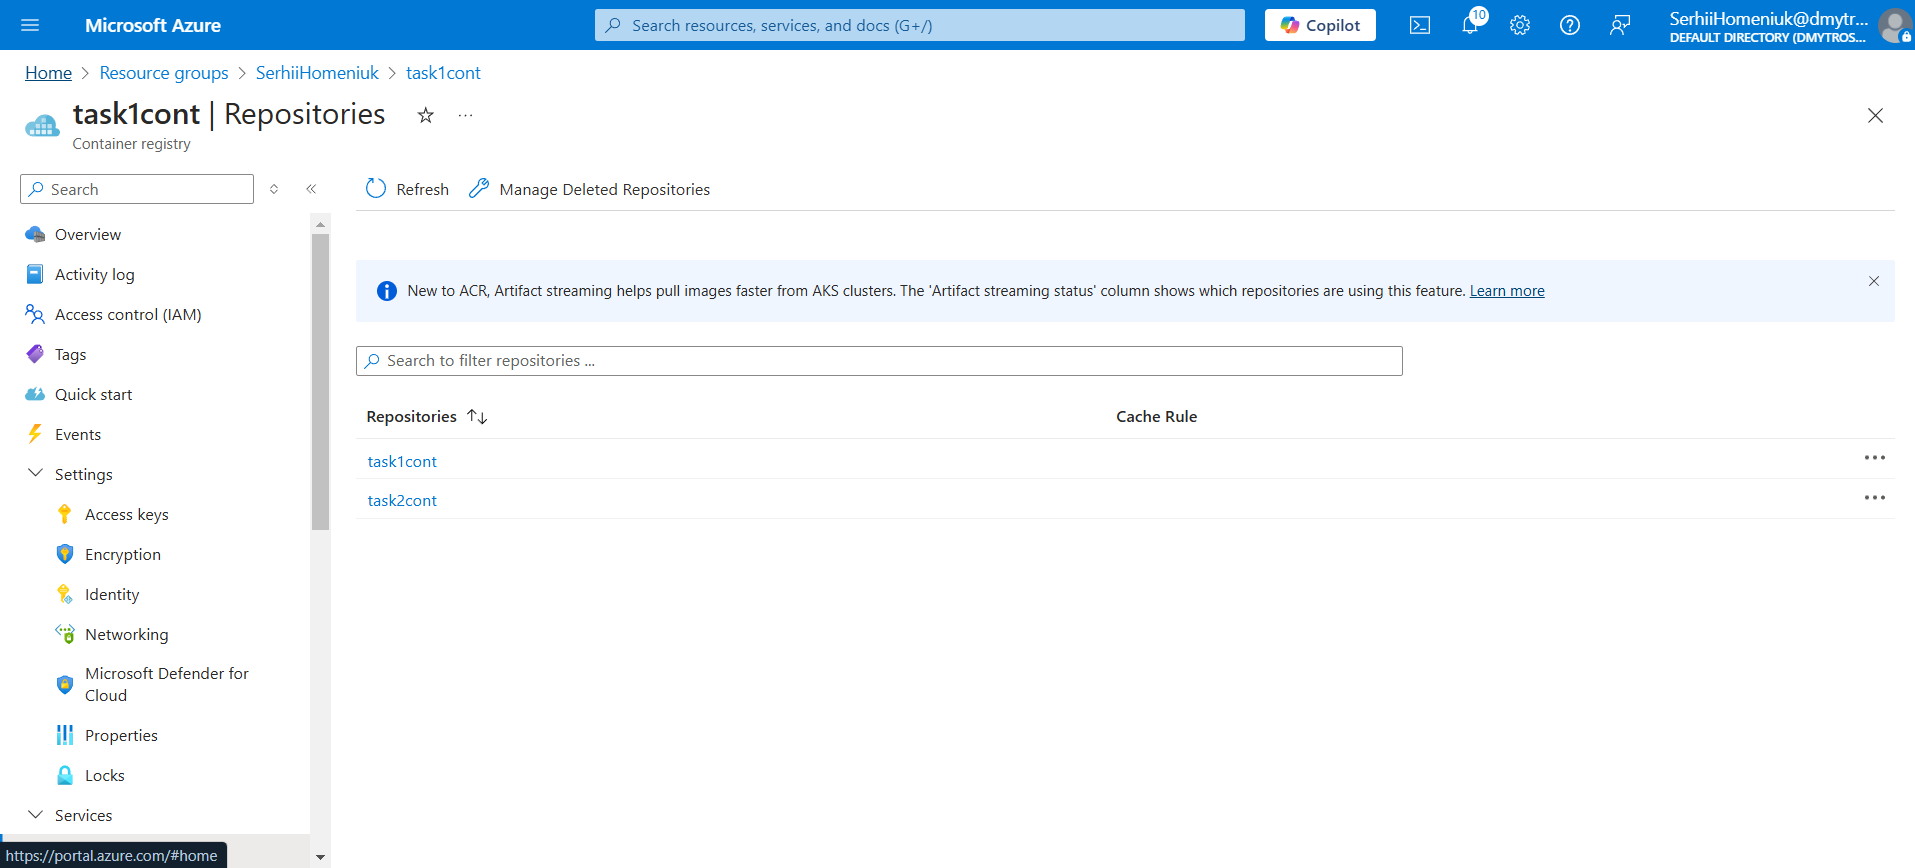 Microsoft Azure
Search resources, services, and docs (G+/)
Copilot
10
SerhiiHomeniuk@dmytr...
DEFAULT DIRECTORY (DMYTROS...
Home > Resource groups > SerhiiHomeniuk > task1cont
task1cont | Repositories
Container registry
Search
Refresh
Manage Deleted Repositories
Overview
Activity log
Access control (IAM)
Tags
Quick start
Events
Settings
Access keys
Encryption
Identity
Networking
Microsoft Defender for
Cloud
Properties
Locks
Services
https://portal.azure.com/#home
New to ACR, Artifact streaming helps pull images faster from AKS clusters. The 'Artifact streaming status' column shows which repositories are using this feature. Learn more
Search to filter repositories ...
Repositories
Cache Rule
task1cont
task2cont